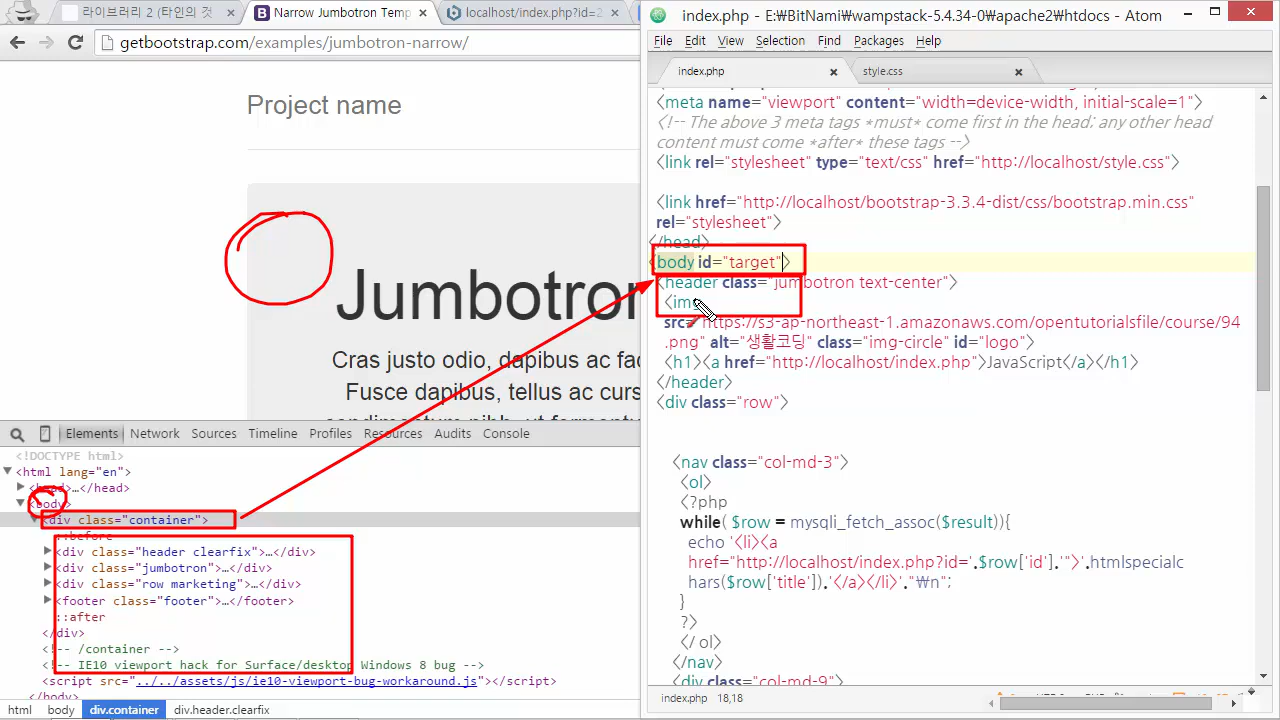 라이브러리 2 (타인의 것
Narrow Jumbotron Temp
localhost/index.php?id=2
getbootstrap.com/examples/jumbotron-narrow/
Project name
Jumbotron
Cras justo odio, dapibus ac fac
Fusce dapibus, tellus ac curs
condimentum nibh, ut fermentu
Elements Network Sources Timeline Profiles Resources Audits Console
<!DOCTYPE html>
<html lang="en">
<head>…</head>
<body>
<div class="container">
::before
<div class="header clearfix">…</div>
<div class="jumbotron">…</div>
<div class="row marketing">…</div>
<footer class="footer">…</footer>
::after
</div>
<!-- /container -->
<!-- IE10 viewport hack for Surface/desktop Windows 8 bug -->
<script src="../../assets/js/ie10-viewport-bug-workaround.js"></script>
</body>
html body div.container div.header.clearfix
index.php - E:₩BitNami₩wampstack-5.4.34-0₩apache2₩htdocs - Atom
File Edit View Selection Find Packages Help
index.php style.css
<meta name="viewport" content="width=device-width, initial-scale=1">
<!-- The above 3 meta tags *must* come first in the head; any other head
content must come *after* these tags -->
<link rel="stylesheet" type="text/css" href="http://localhost/style.css">
<link href="http://localhost/bootstrap-3.3.4-dist/css/bootstrap.min.css"
rel="stylesheet">
</head>
<body id="target">
<header class="jumbotron text-center">
<img
src="https://s3-ap-northeast-1.amazonaws.com/opentutorialsfile/course/94
.png" alt="생활코딩" class="img-circle" id="logo">
<h1><a href="http://localhost/index.php">JavaScript</a></h1>
</header>
<div class="row">
<nav class="col-md-3">
<ol>
<?php
while( $row = mysqli_fetch_assoc($result)){
echo '<li><a
href="http://localhost/index.php?id='.$row['id'].'">'.htmlspecialc
hars($row['title']).'</a></li>'."₩n";
}
?>
</ ol>
</nav>
<div class="col-md-9">
index.php 18,18